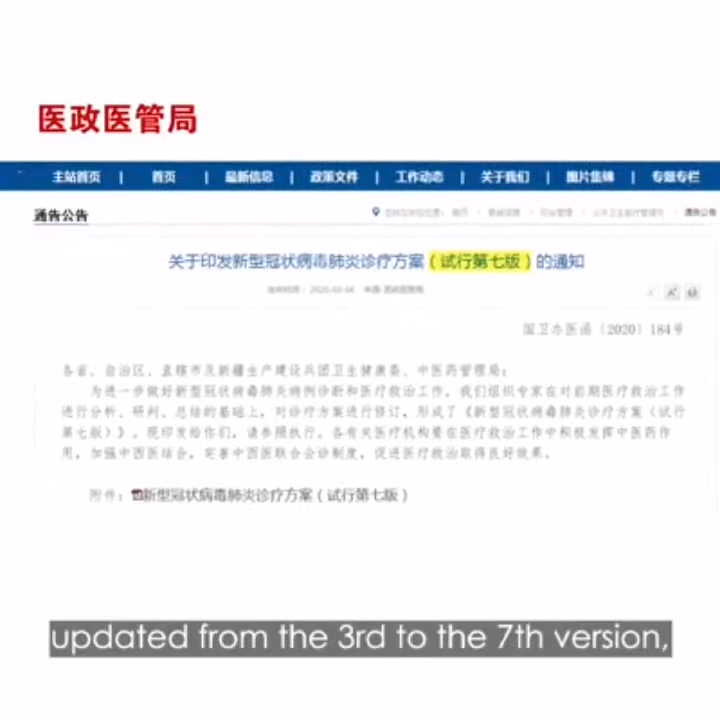 医政医管局
主站首页 | 首页 | 最新信息 | 政策文件 | 工作动态 | 关于我们 | 图片集锦 | 专题专栏
通告公告
通告公告
关于印发新型冠状病毒肺炎诊疗方案（试行第七版）的通知
国卫办医函〔2020〕184号
各省、自治区、直辖市及新疆生产建设兵团卫生健康委、中医药管理局：
为进一步做好新型冠状病毒肺炎病例诊断和医疗救治工作，我们组织专家在对前期医疗救治工作
进行分析、研判、总结的基础上，对诊疗方案进行修订，形成了《新型冠状病毒肺炎诊疗方案（试行
第七版）》。现印发给你们，请参照执行。各有关医疗机构要在医疗救治工作中积极发挥中医药作
用，加强中西医结合，完善中西医联合会诊制度，促进医疗救治取得良好效果。
附件：新型冠状病毒肺炎诊疗方案（试行第七版）
updated from the 3rd to the 7th version,